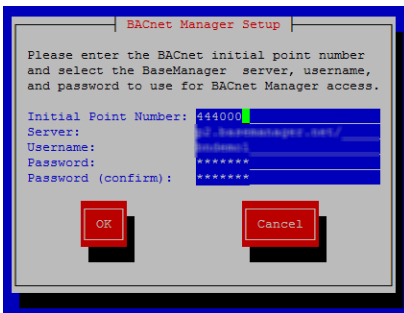 BACnet Manager Setup
Please enter the BACnet initial point number
and select the BaseManager server, username,
and password to use for BACnet Manager access.
Initial Point Number: 444000
Server:
Username:
Password: *******
Password (confirm): *******
OK Cancel